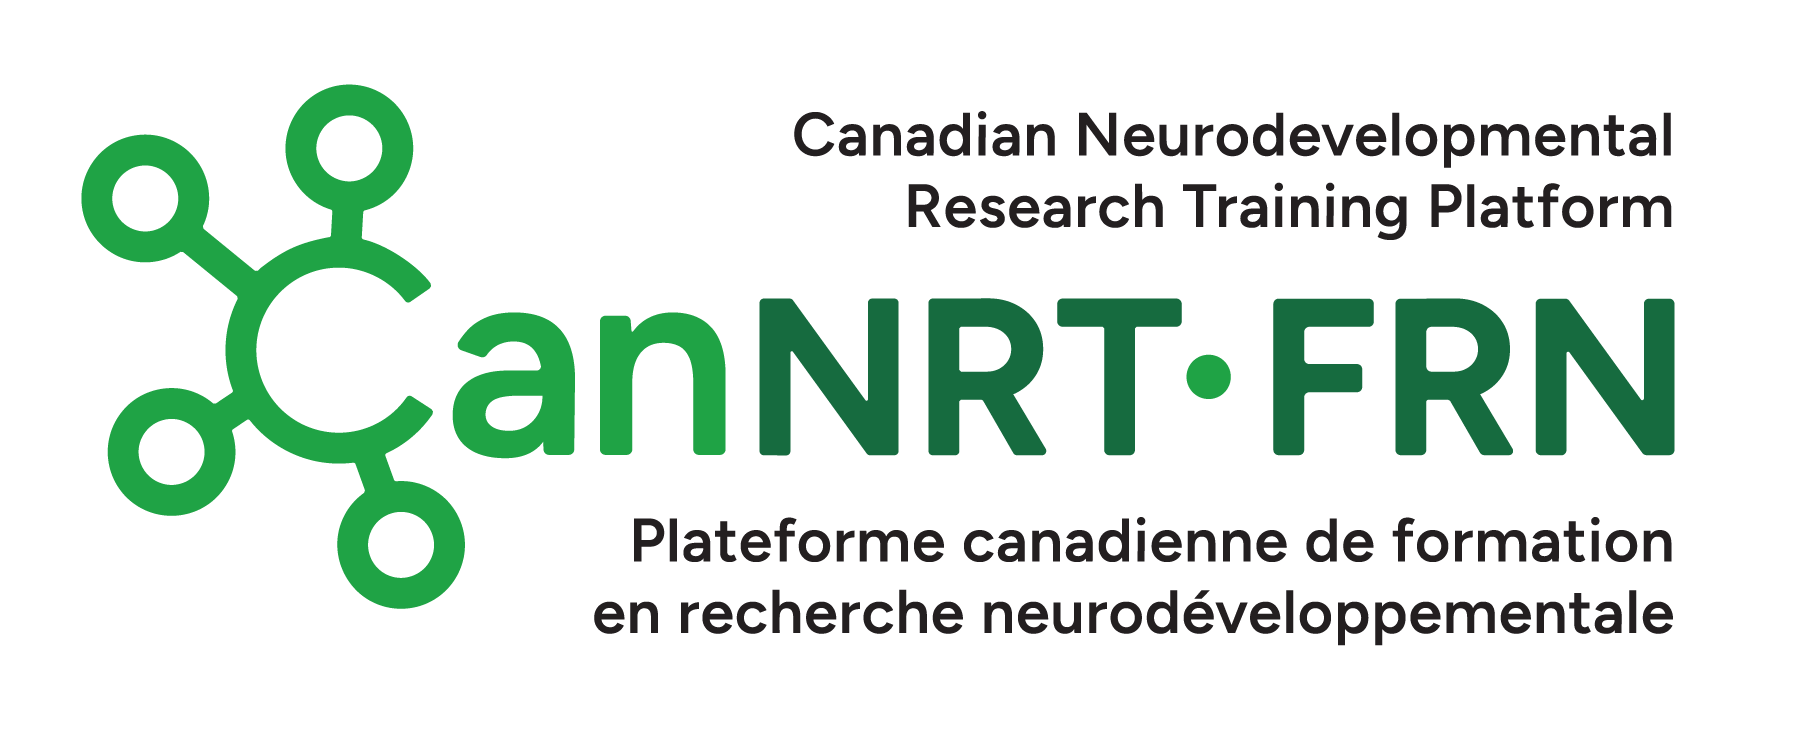 Canadian Neurodevelopmental
Research Training Platform
CanNRT·FRN
Plateforme canadienne de formation
en recherche neurodéveloppementale